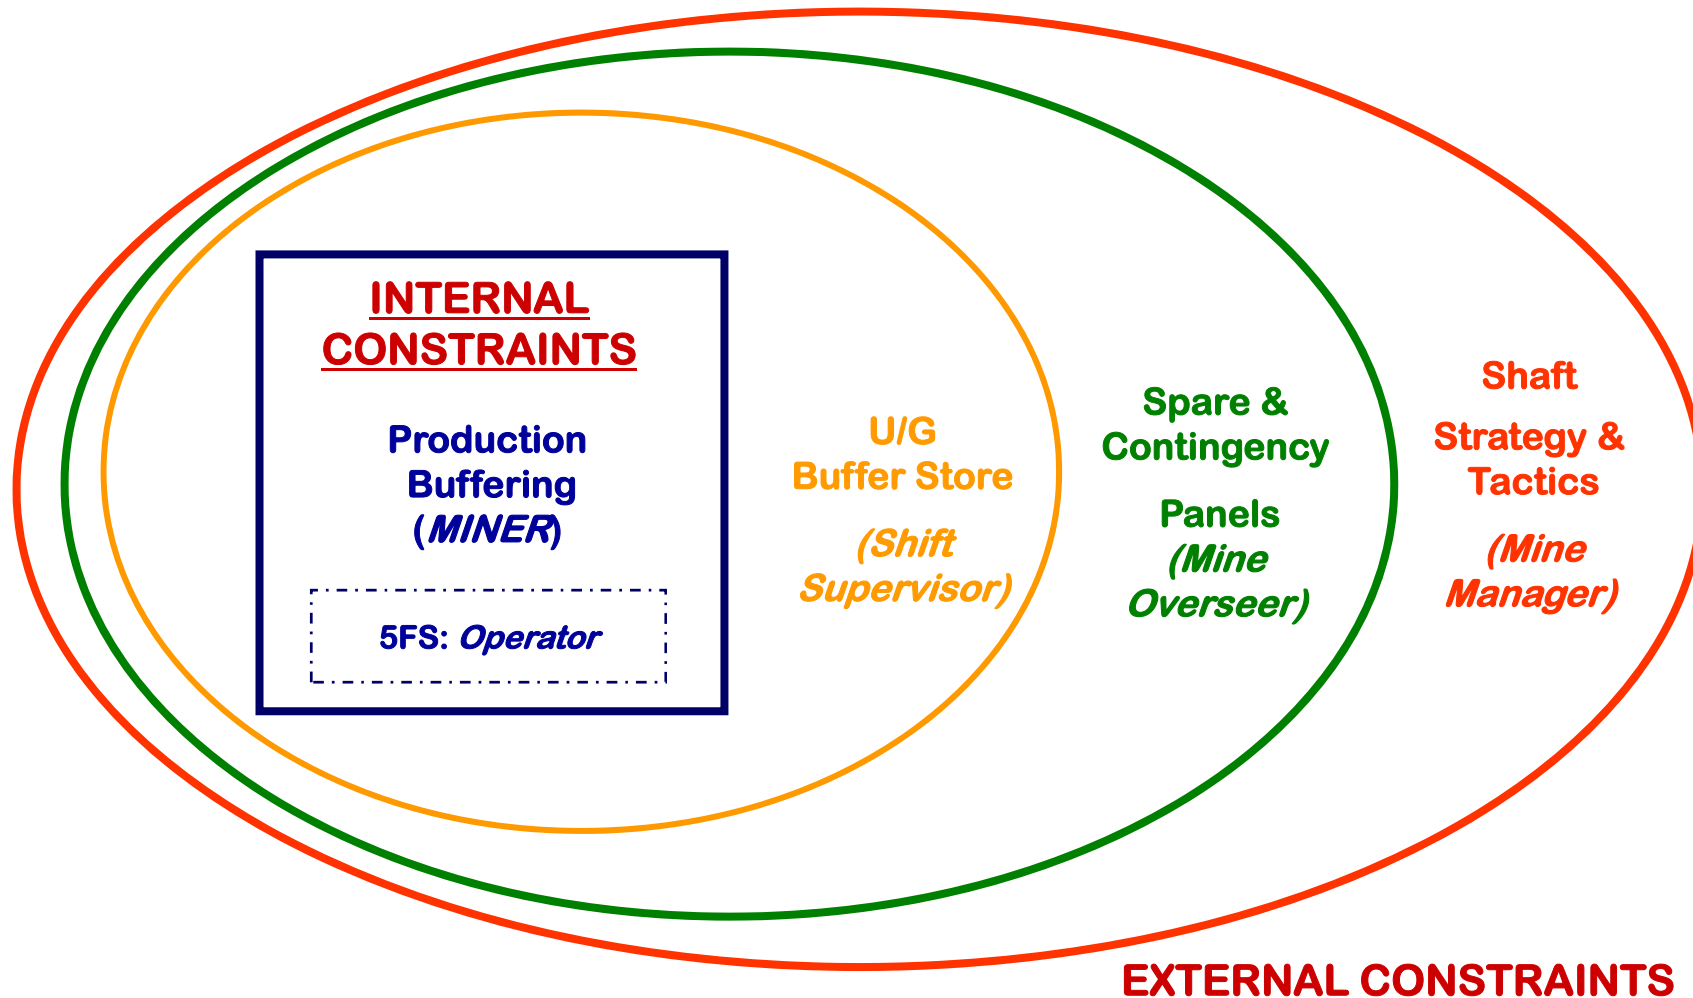 INTERNAL
CONSTRAINTS
Production
Buffering
(MINER)
5FS: Operator
U/G
Buffer Store
(Shift
Supervisor)
Spare &
Contingency
Panels
(Mine
Overseer)
Shaft
Strategy &
Tactics
(Mine
Manager)
EXTERNAL CONSTRAINTS